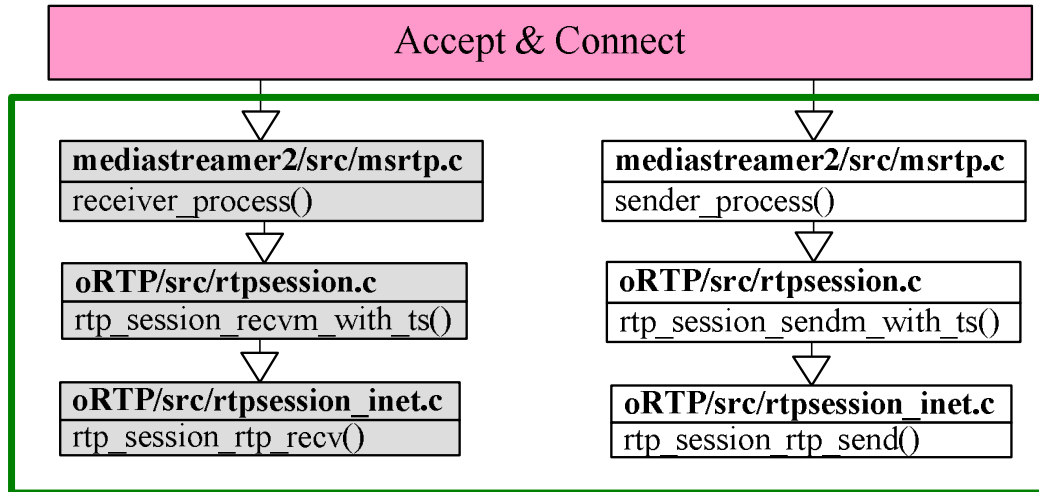 Accept & Connect
mediastreamer2/src/msrtp.c
receiver_process()
oRTP/src/rtpsession.c
rtp_session_recvm_with_ts()
oRTP/src/rtpsession_inet.c
rtp_session_rtp_recv()
mediastreamer2/src/msrtp.c
sender_process()
oRTP/src/rtpsession.c
rtp_session_sendm_with_ts()
oRTP/src/rtpsession_inet.c
rtp_session_rtp_send()